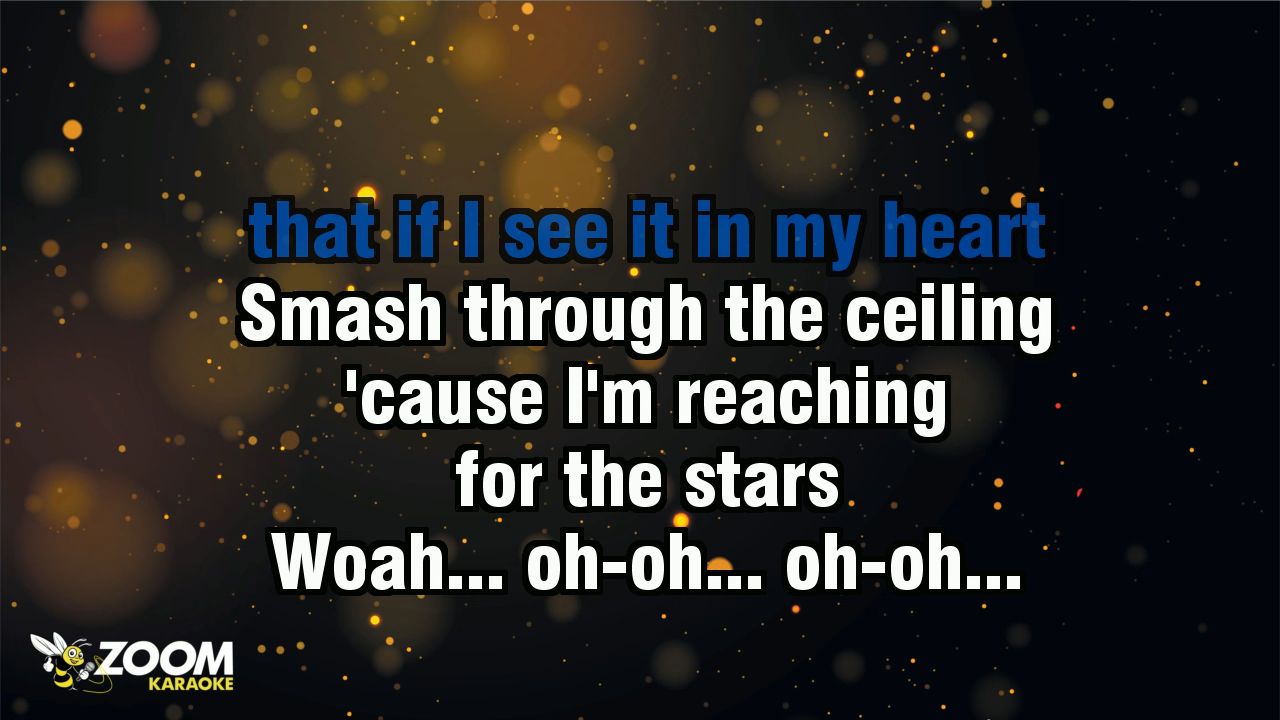 that if I see it in my heart
Smash through the ceiling
'cause I'm reaching
for the stars
Woah... oh-oh... oh-oh...
ZOOM
KARAOKE